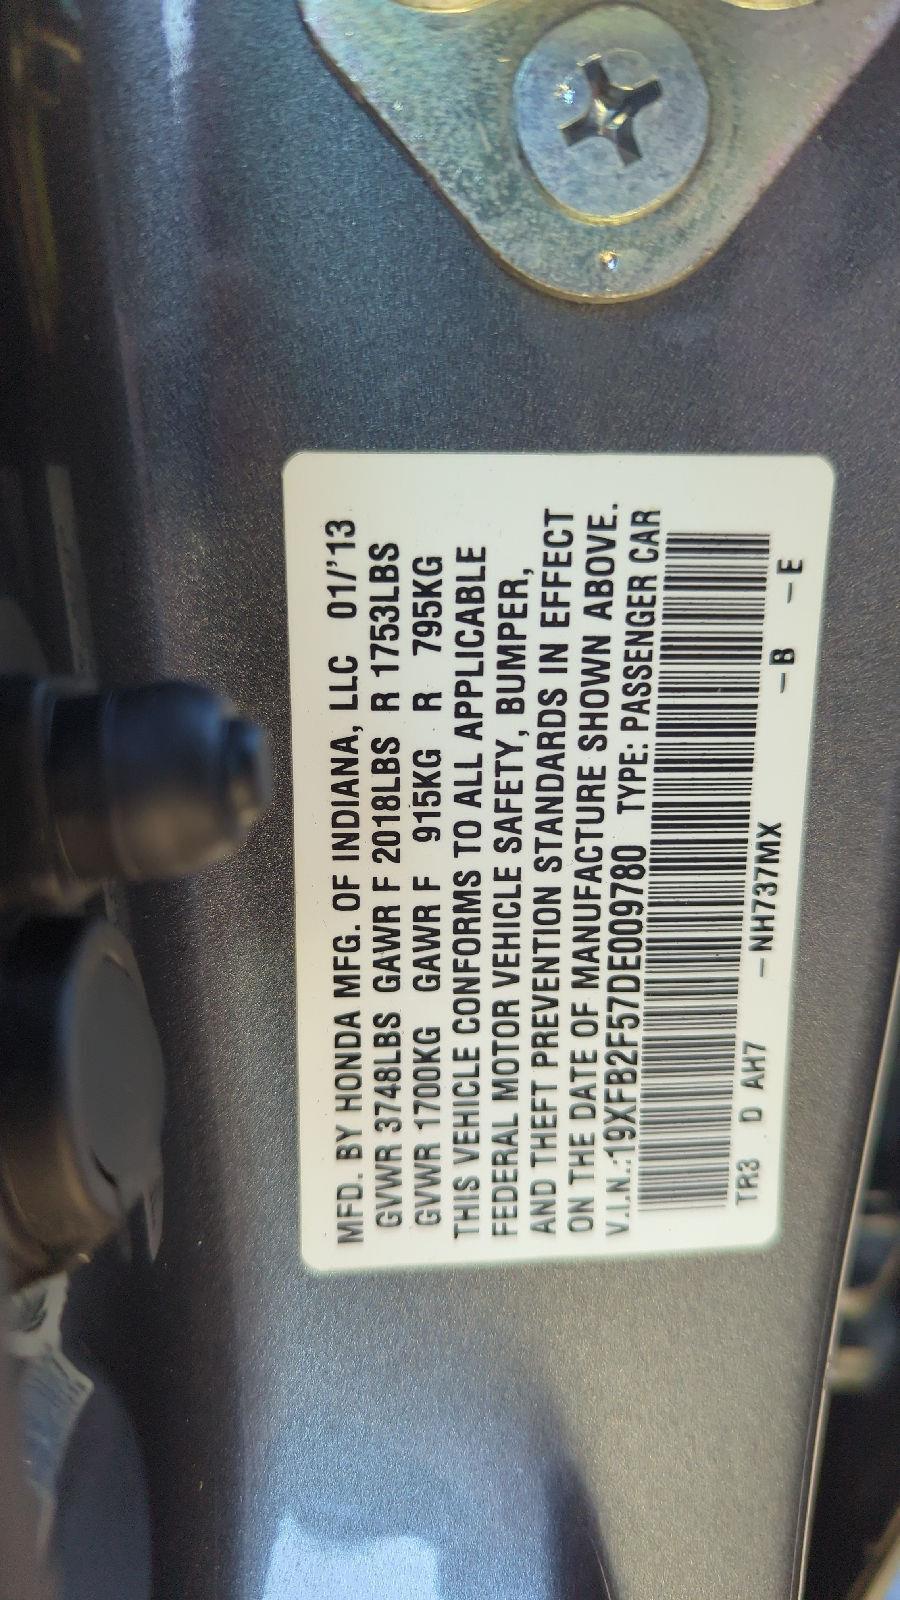 MFD. BY HONDA MFG. OF INDIANA, LLC 01/'13
GVWR 3748LBS GAWR F 2018LBS R 1753LBS
GVWR 1700KG GAWR F 915KG R 795KG
THIS VEHICLE CONFORMS TO ALL APPLICABLE
FEDERAL MOTOR VEHICLE SAFETY, BUMPER,
AND THEFT PREVENTION STANDARDS IN EFFECT
ON THE DATE OF MANUFACTURE SHOWN ABOVE.
V.I.N.:19XFB2F57DE009780 TYPE: PASSENGER CAR
TR3 D AH7 -NH737MX -B -E